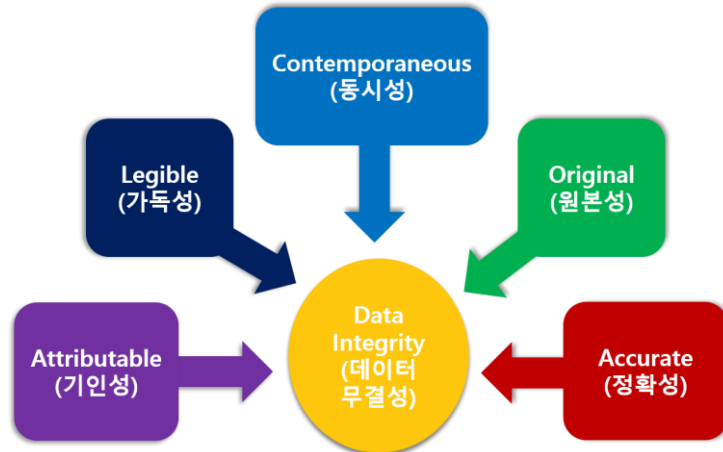 Contemporaneous
(동시성)
Legible
(가독성)
Original
(원본성)
Attributable
(기인성)
Data
Integrity
(데이터
무결성)
Accurate
(정확성)